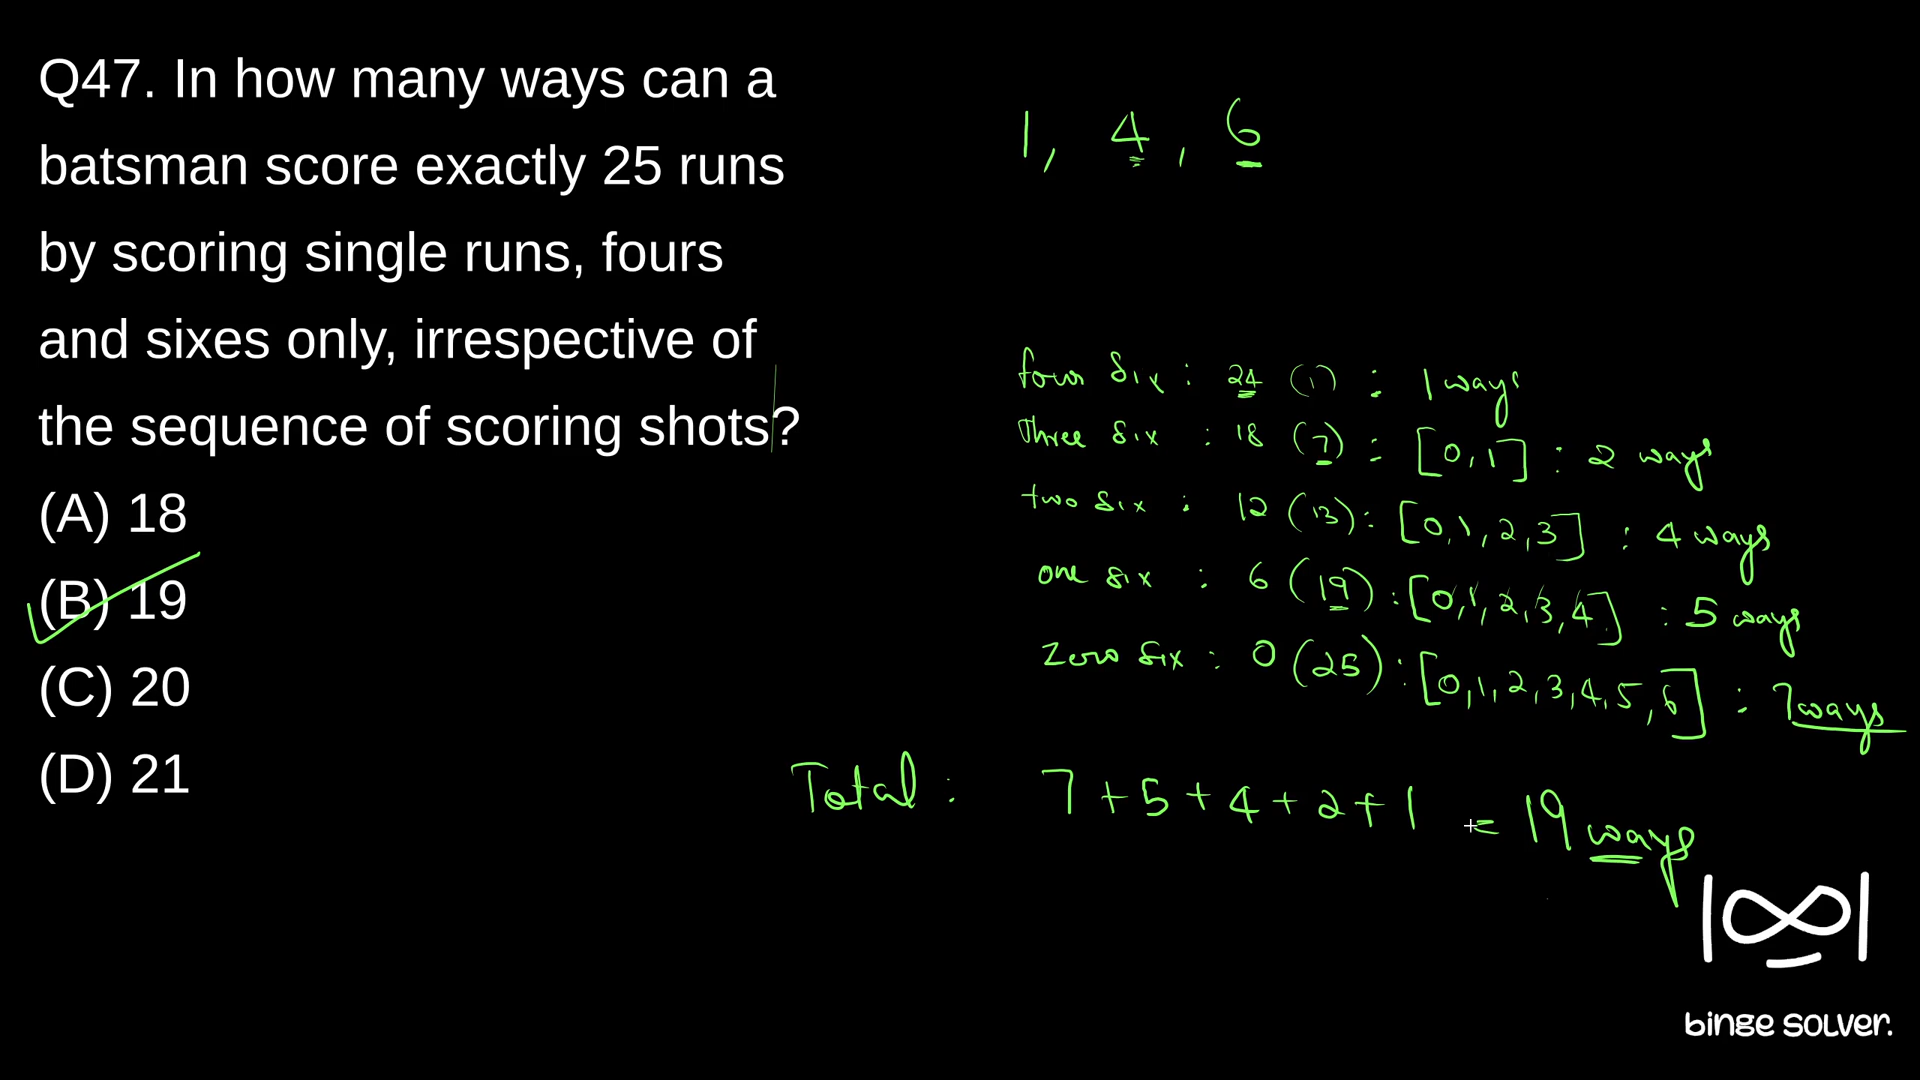 Q47. In how many ways can a
batsman score exactly 25 runs
by scoring single runs, fours
and sixes only, irrespective of
the sequence of scoring shots?
(A) 18
(B) 19
(C) 20
(D) 21
1, 4, 6
four six : 24 (1) : 1 ways
three six : 18 (7) : [0,1] : 2 ways
two six : 12 (13) : [0,1,2,3] : 4 ways
one six : 6 (19) : [0,1,2,3,4] : 5 ways
zero six : 0 (25) : [0,1,2,3,4,5,6] : 7 ways
Total : 7+5+4+2+1 = 19 ways
binge SOLVER.